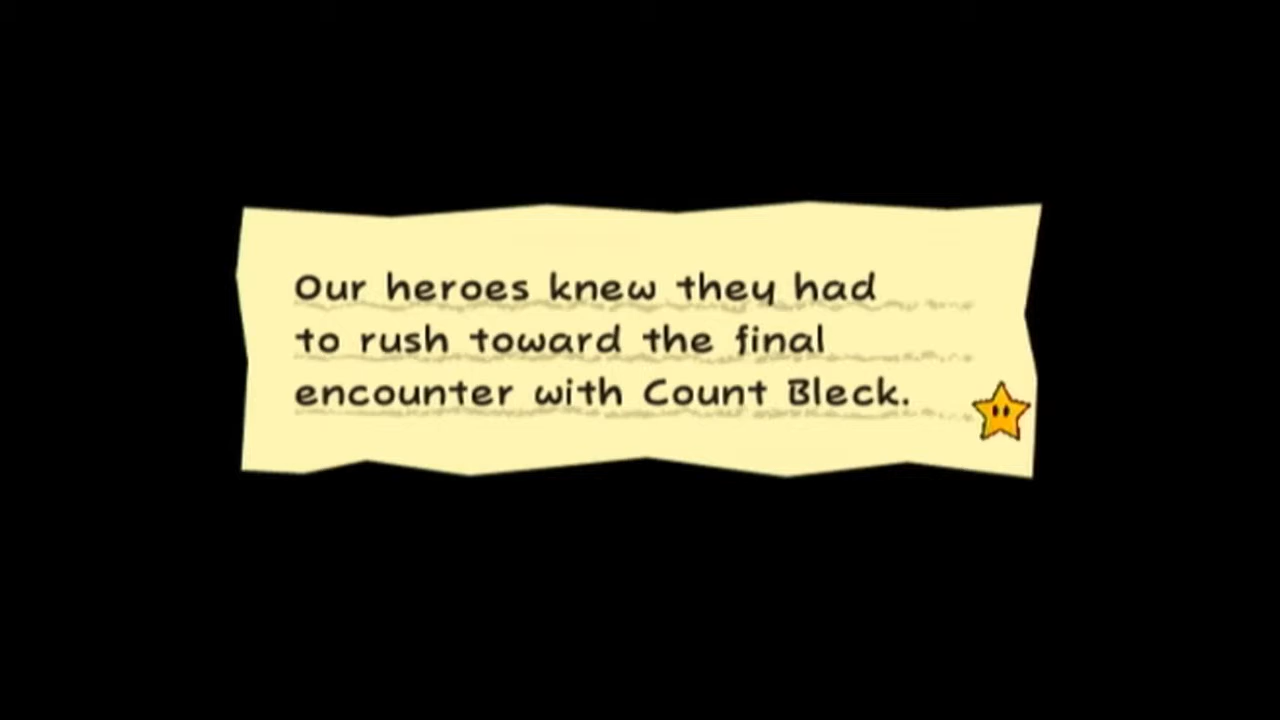 Our heroes knew they had
to rush toward the final
encounter with Count Bleck.